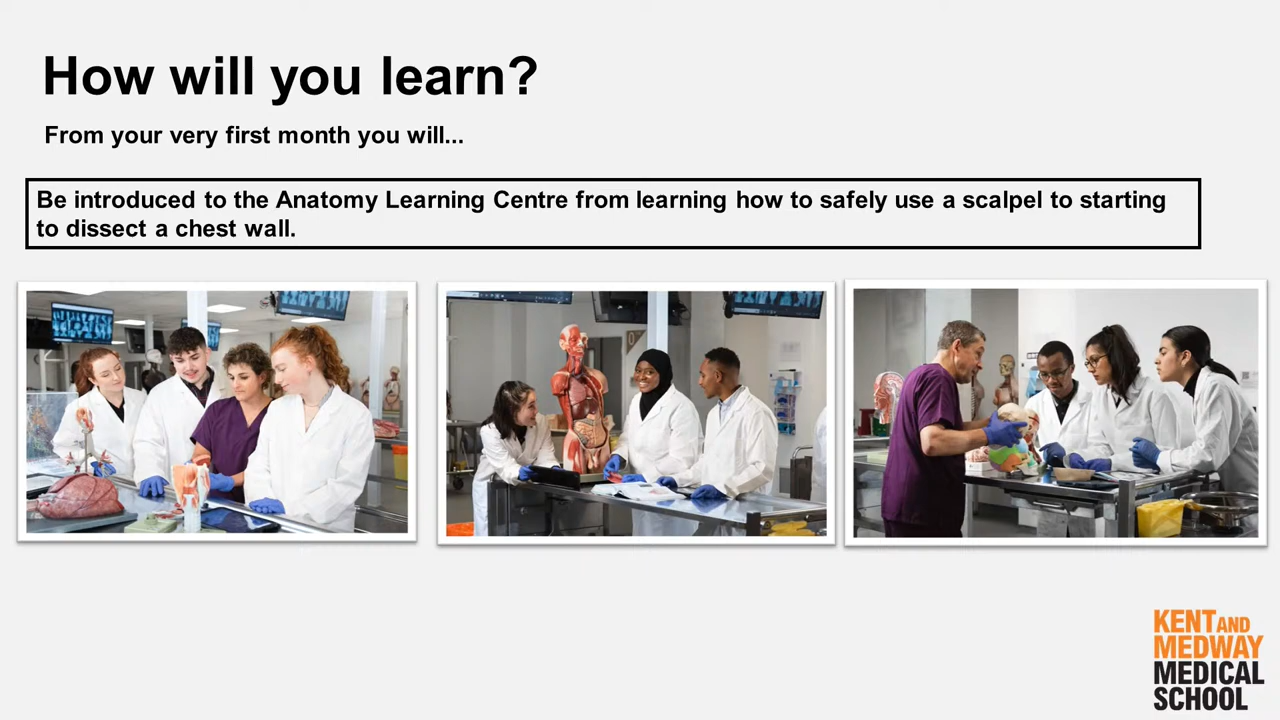 How will you learn?
From your very first month you will...
Be introduced to the Anatomy Learning Centre from learning how to safely use a scalpel to starting
to dissect a chest wall.
KENT AND
MEDWAY
MEDICAL
SCHOOL